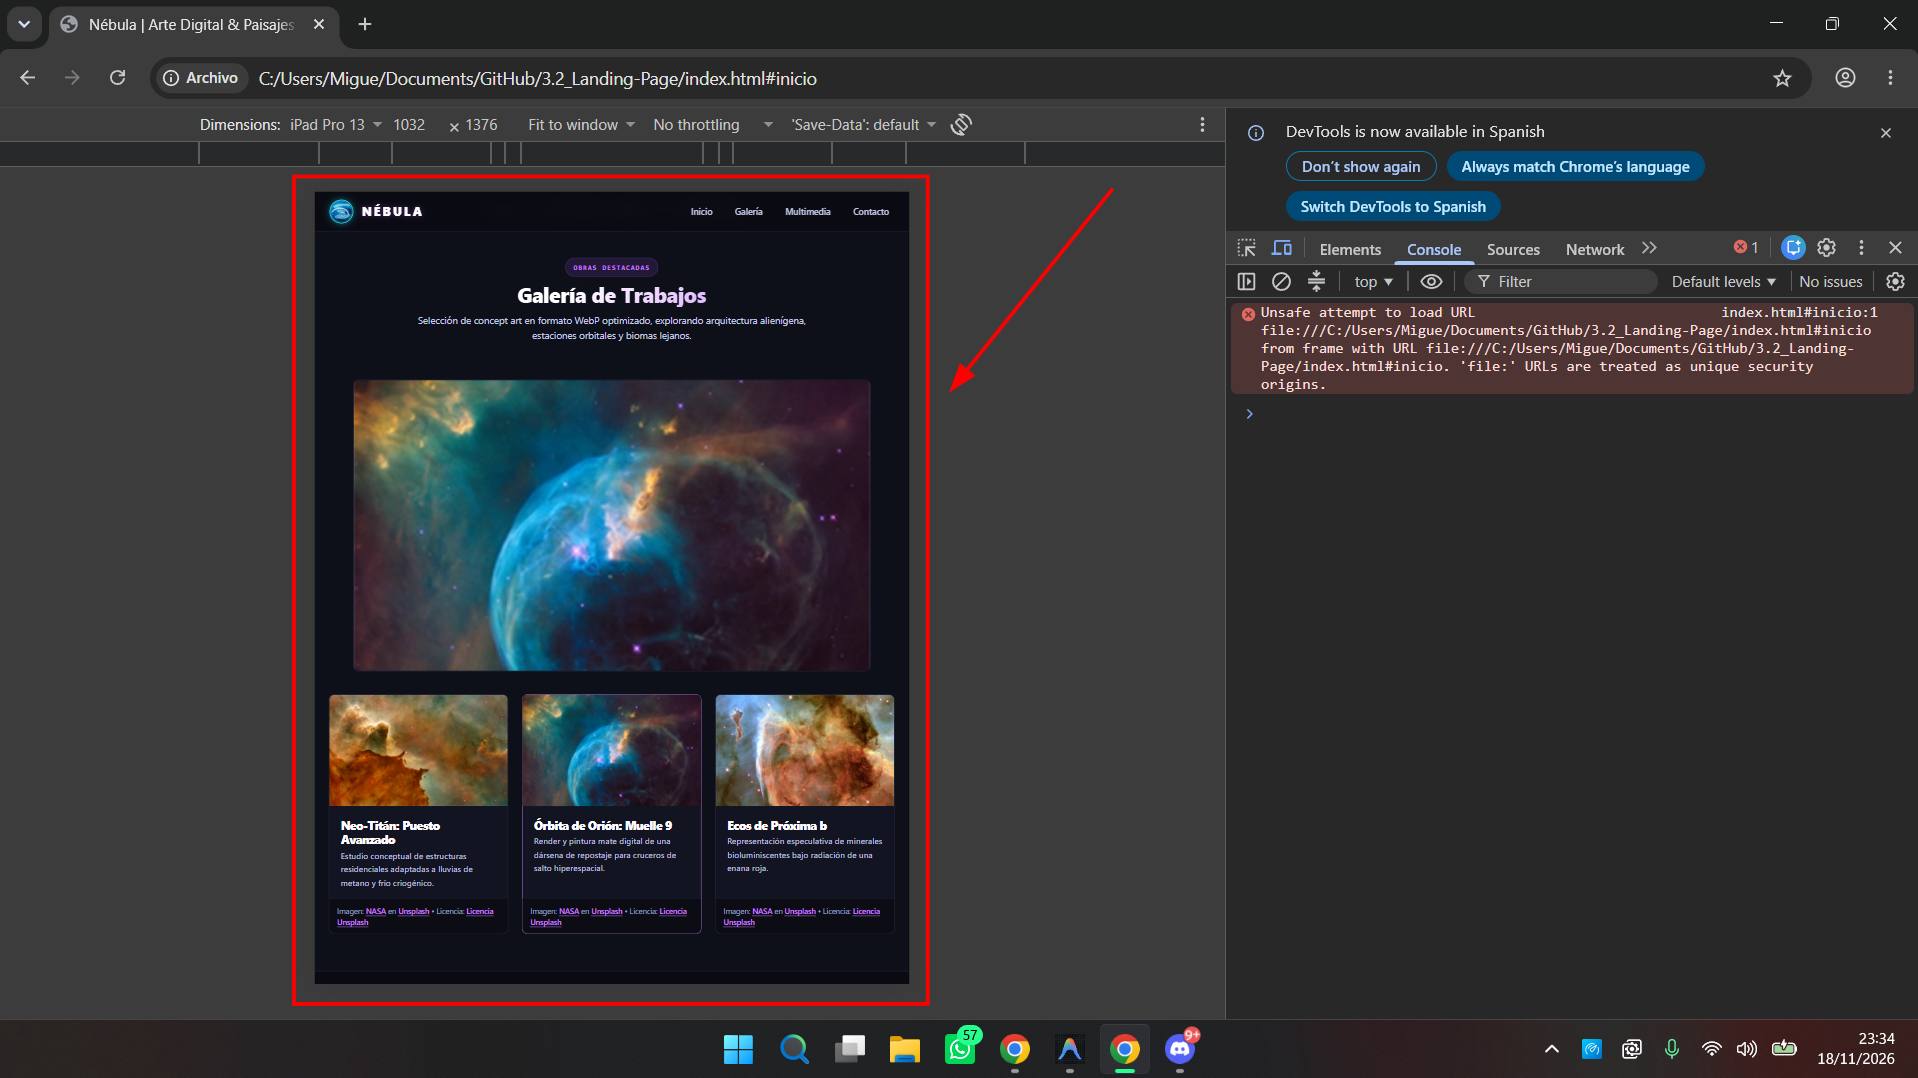 Nébula | Arte Digital & Paisajes
Archivo
C:/Users/Migue/Documents/GitHub/3.2_Landing-Page/index.html#inicio
Dimensions: iPad Pro 13 1032 × 1376 Fit to window No throttling 'Save-Data': default
NÉBULA
Inicio Galería Multimedia Contacto
OBRAS DESTACADAS
Galería de Trabajos
Selección de concept art en formato WebP optimizado, explorando arquitectura alienígena,
estaciones orbitales y biomas lejanos.
Neo-Titán: Puesto
Avanzado
Estudio conceptual de estructuras
residenciales adaptadas a lluvias de
metano y frío criogénico.
Imagen: NASA en Unsplash • Licencia: Licencia
Unsplash
Órbita de Orión: Muelle 9
Render y pintura mate digital de una
dársena de repostaje para cruceros de
salto hiperespacial.
Imagen: NASA en Unsplash • Licencia: Licencia
Unsplash
Ecos de Próxima b
Representación especulativa de minerales
bioluminiscentes bajo radiación de una
enana roja.
Imagen: NASA en Unsplash • Licencia: Licencia
Unsplash
DevTools is now available in Spanish
Don't show again
Always match Chrome's language
Switch DevTools to Spanish
Elements Console Sources Network 1
top Filter Default levels No issues
Unsafe attempt to load URL index.html#inicio:1
file:///C:/Users/Migue/Documents/GitHub/3.2_Landing-Page/index.html#inicio
from frame with URL file:///C:/Users/Migue/Documents/GitHub/3.2_Landing-
Page/index.html#inicio. 'file:' URLs are treated as unique security
origins.
57
9+
23:34
18/11/2026